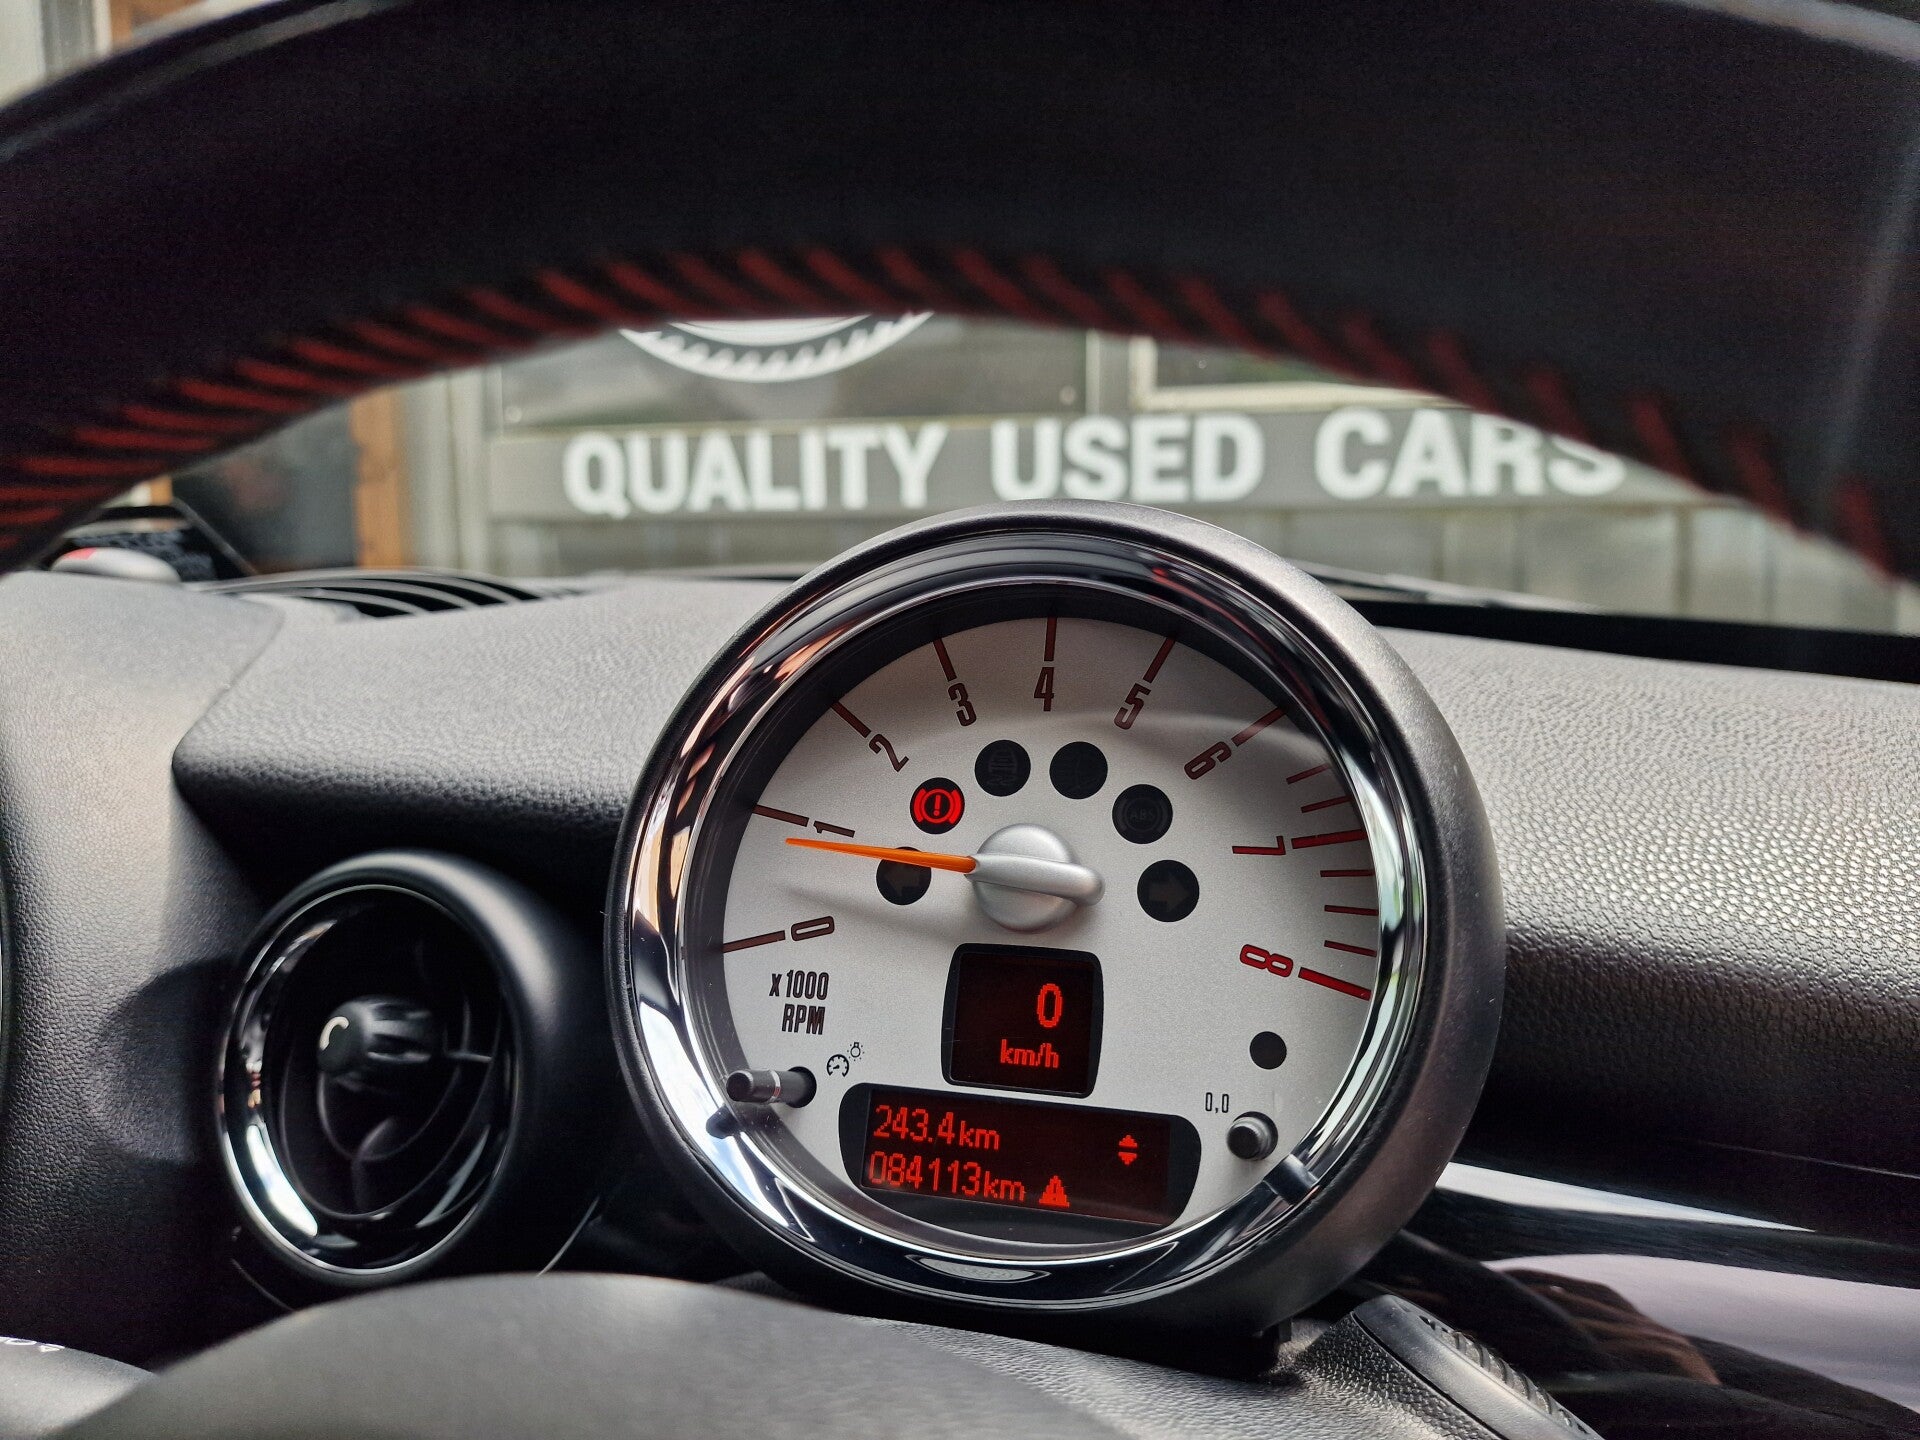 QUALITY USED CARS
0 1 2 3 4 5 6 7 8
ABS
x1000
RPM
0
km/h
0,0
243.4km
084113km